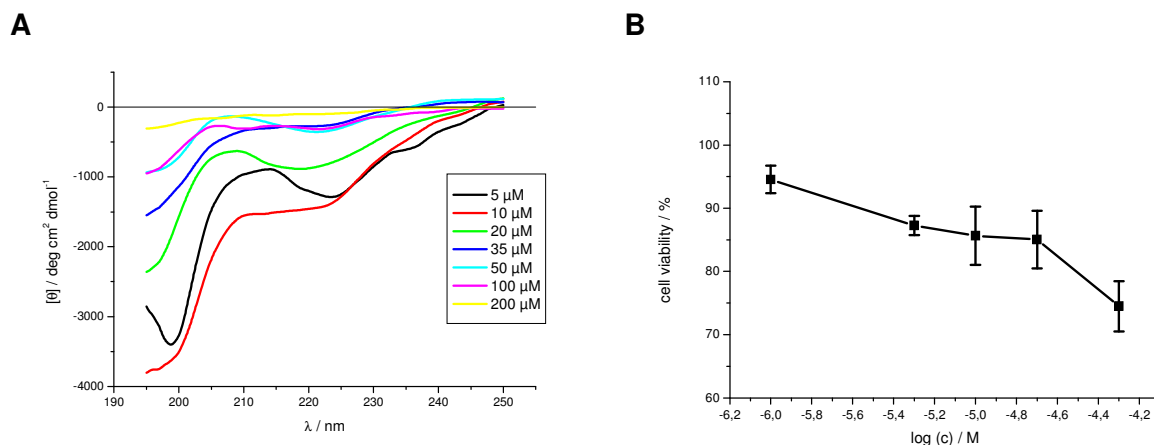 A
[θ] / deg cm² dmol⁻¹
0
-1000
-2000
-3000
-4000
190
200
210
220
230
240
250
λ / nm
5 µM
10 µM
20 µM
35 µM
50 µM
100 µM
200 µM
B
cell viability / %
110
100
90
80
70
60
-6,2
-6,0
-5,8
-5,6
-5,4
-5,2
-5,0
-4,8
-4,6
-4,4
-4,2
log (c) / M